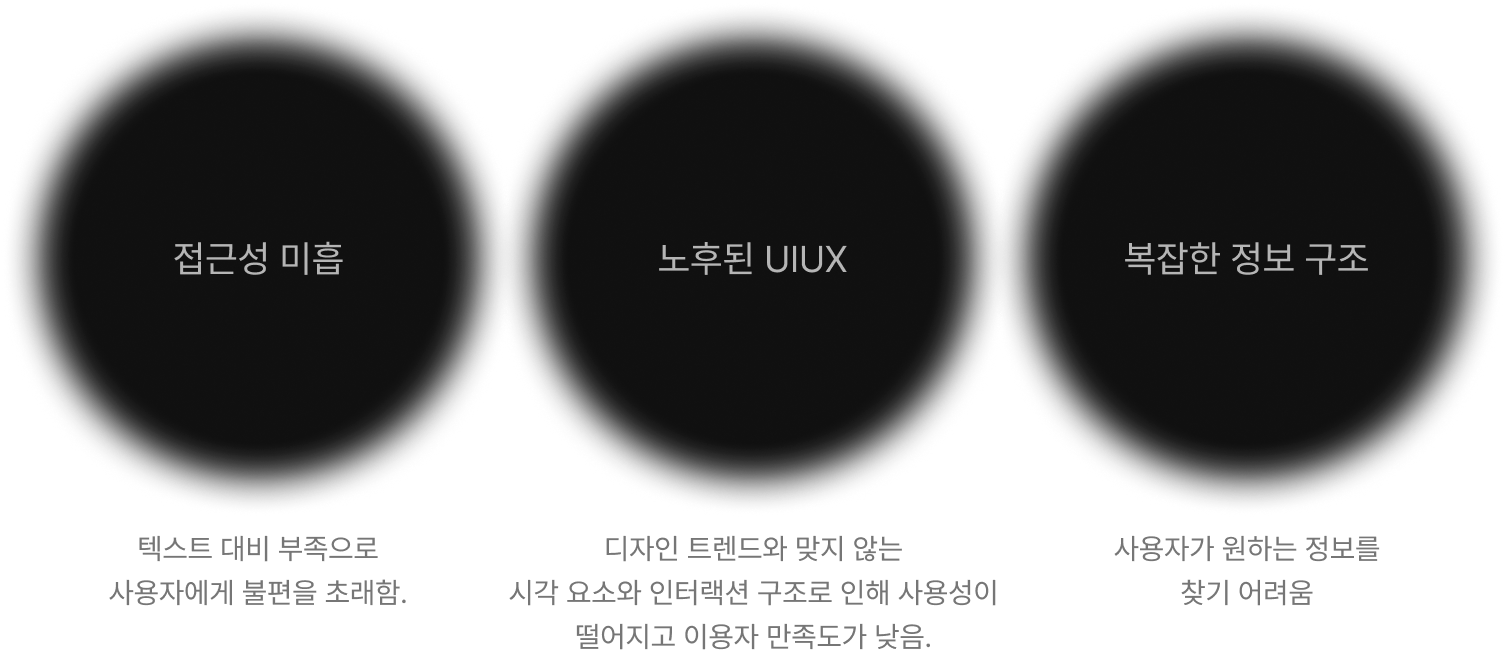 접근성 미흡
노후된 UIUX
복잡한 정보 구조
텍스트 대비 부족으로
사용자에게 불편을 초래함.
디자인 트렌드와 맞지 않는
시각 요소와 인터랙션 구조로 인해 사용성이
떨어지고 이용자 만족도가 낮음.
사용자가 원하는 정보를
찾기 어려움